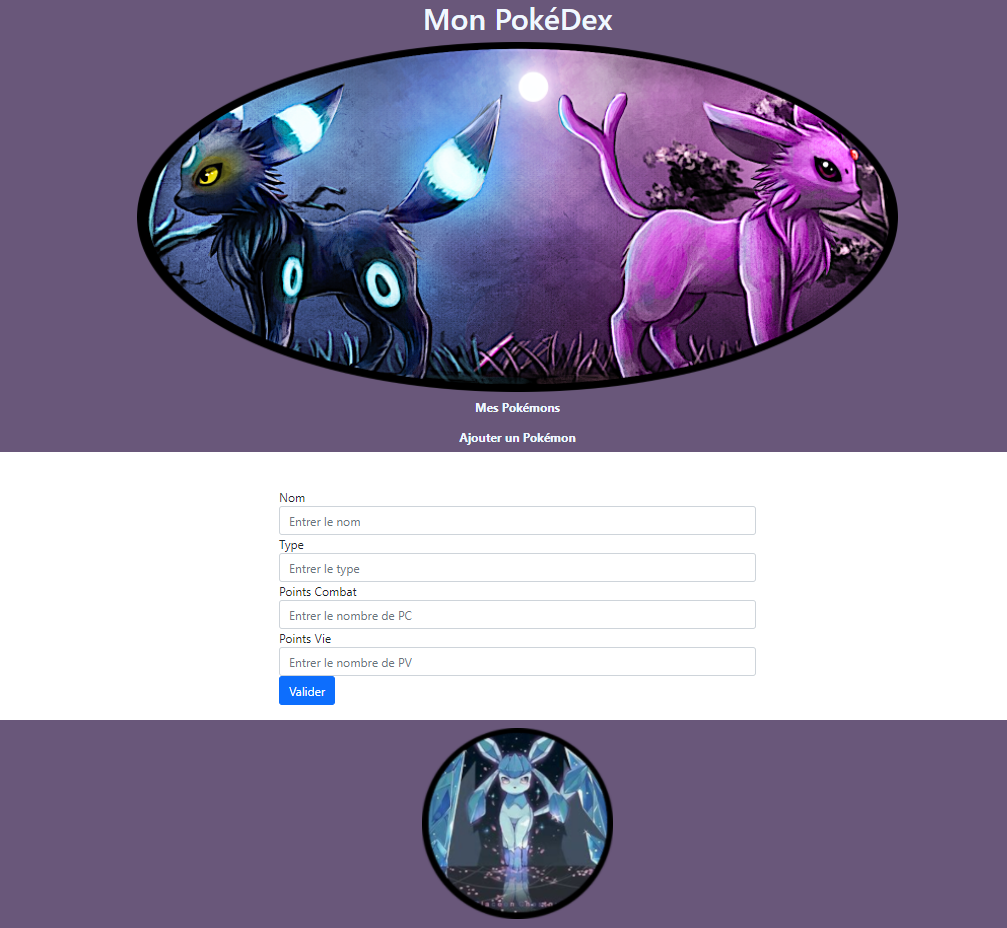 Mon PokéDex
Mes Pokémons
Ajouter un Pokémon
Nom
Entrer le nom
Type
Entrer le type
Points Combat
Entrer le nombre de PC
Points Vie
Entrer le nombre de PV
Valider